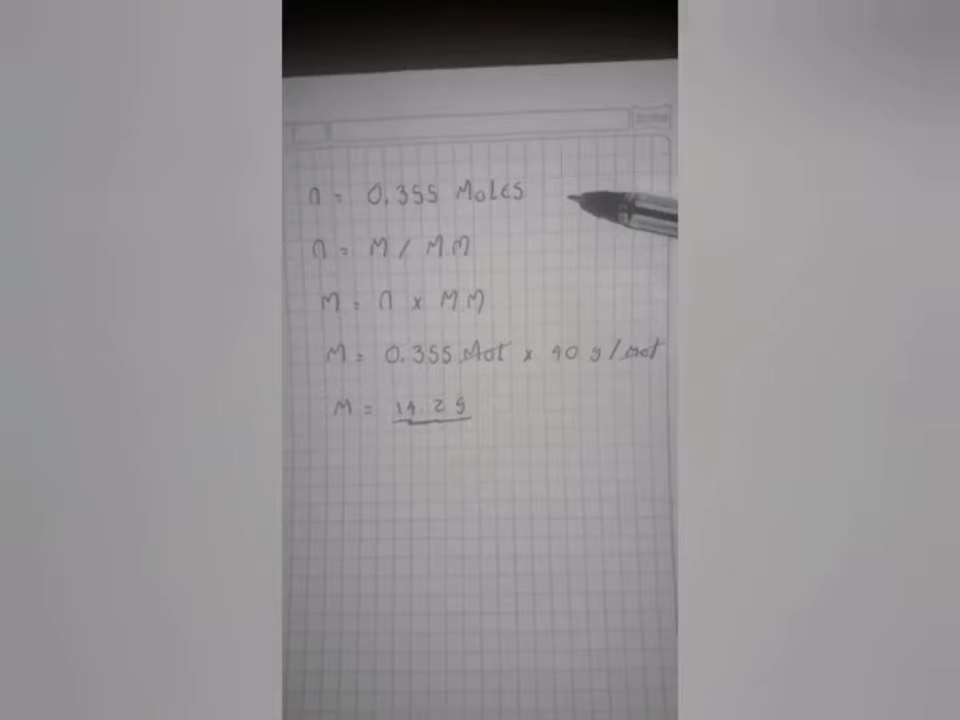 n = 0.355 Moles
n = M / MM
M = n x MM
M = 0.355 Mol x 40 g/mol
M = 14.2 g